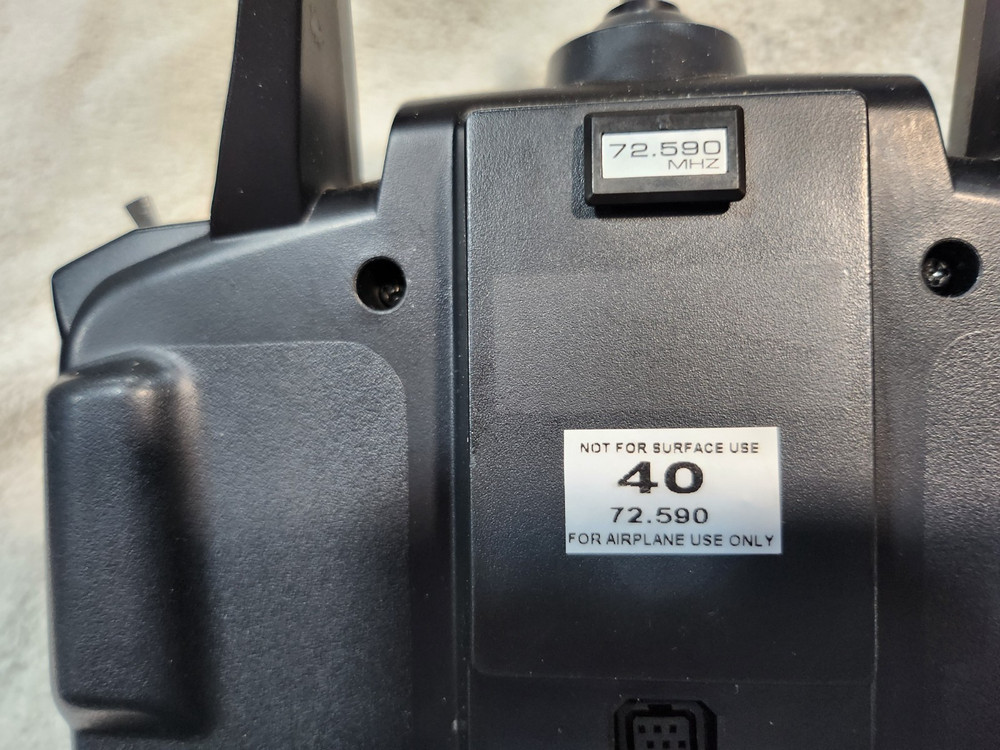 72.590
MHZ
NOT FOR SURFACE USE
40
72.590
FOR AIRPLANE USE ONLY